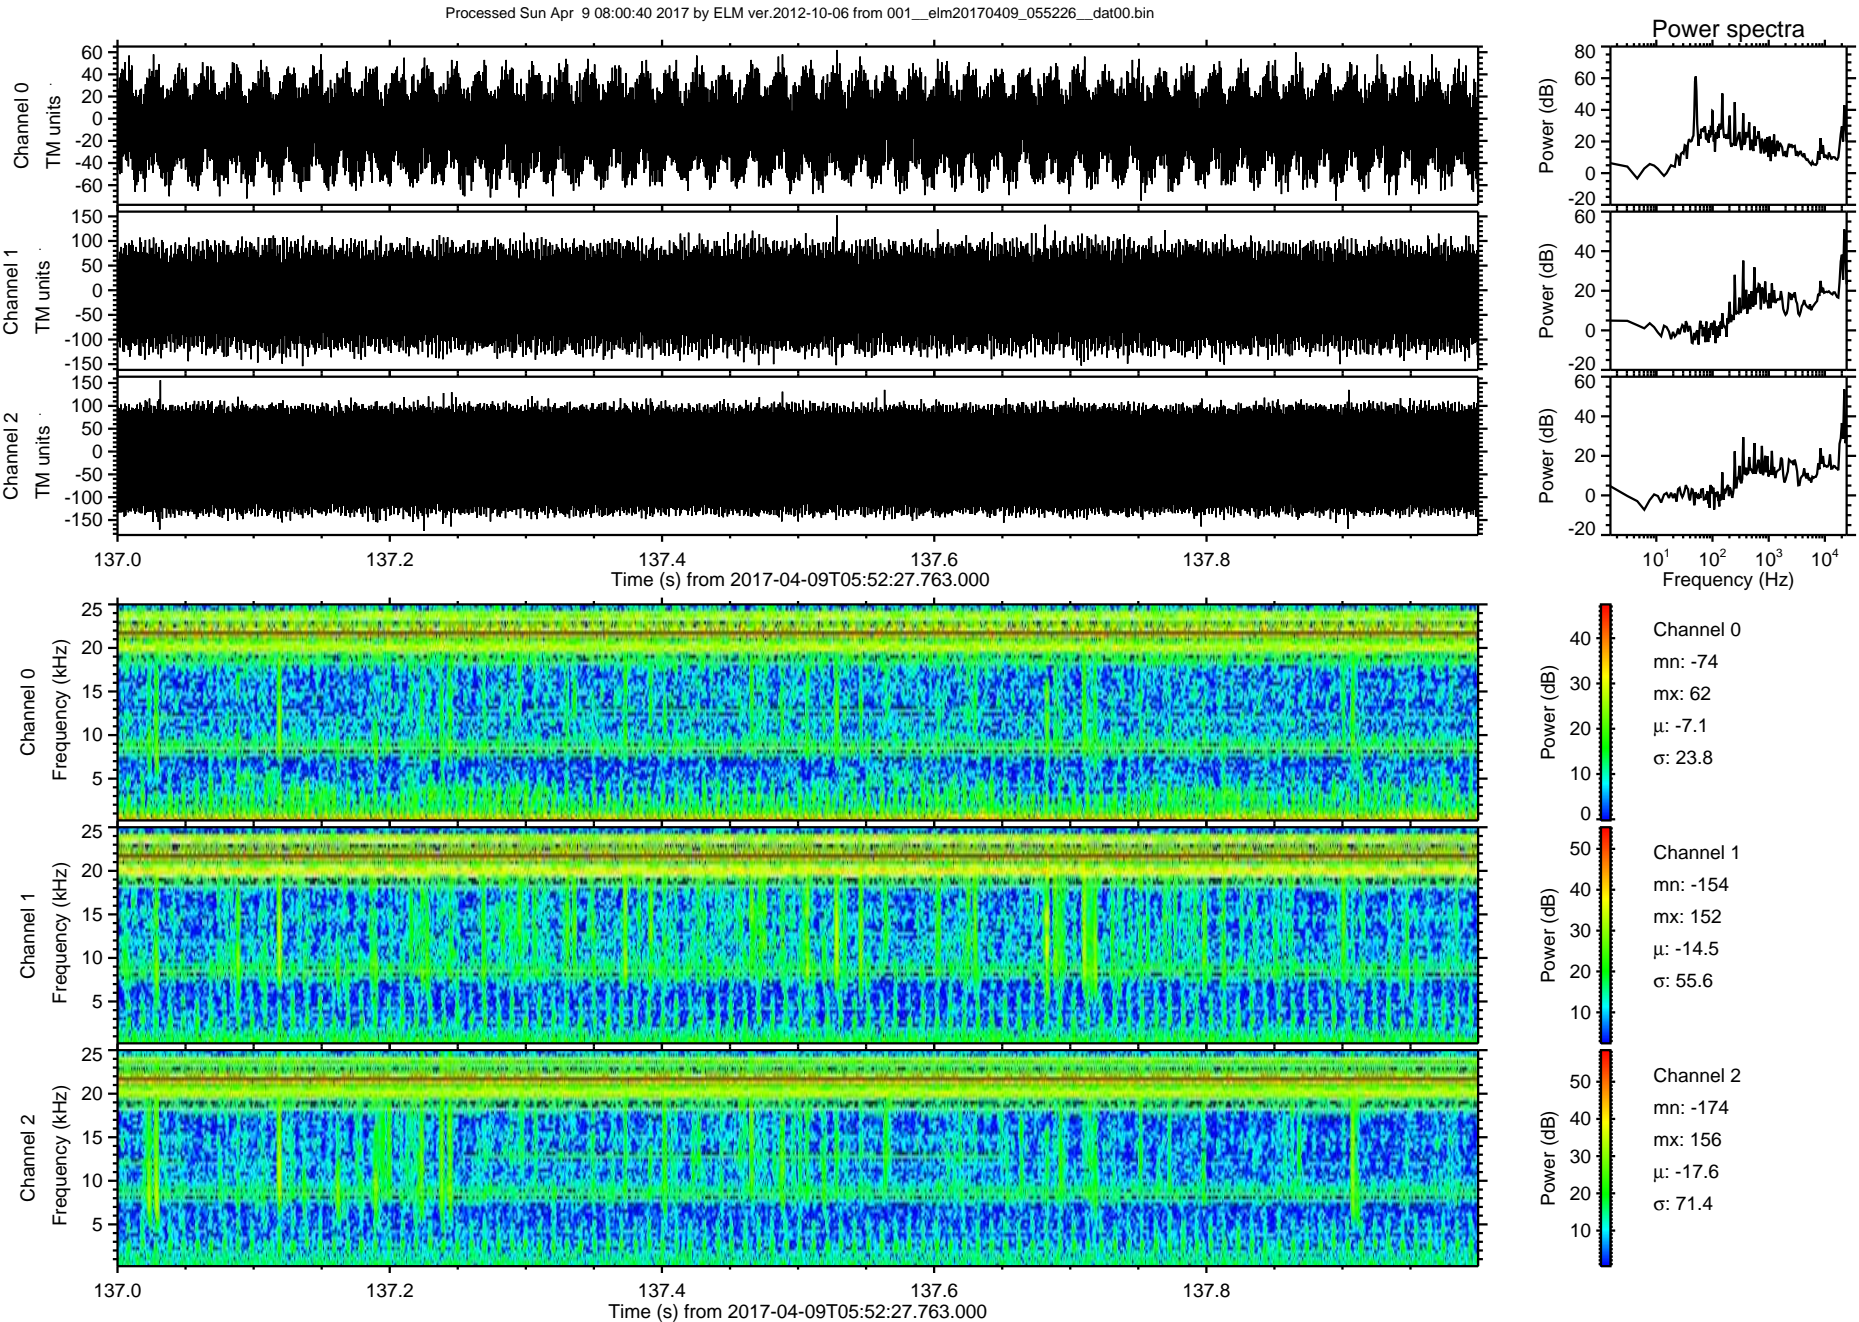 Processed Sun Apr  9 08:00:40 2017 by ELM ver.2012-10-06 from 001__elm20170409_055226__dat00.bin
Power spectra
Channel 0
TM units
60
40
20
0
-20
-40
-60
Power (dB)
80
60
40
20
0
-20
Channel 1
TM units
150
100
50
0
-50
-100
-150
Power (dB)
60
40
20
0
-20
Channel 2
TM units
150
100
50
0
-50
-100
-150
Power (dB)
60
40
20
0
-20
137.0 137.2 137.4 137.6 137.8
Time (s) from 2017-04-09T05:52:27.763.000
10¹ 10² 10³ 10⁴
Frequency (Hz)
Channel 0
Frequency (kHz)
25
20
15
10
5
Power (dB)
40
30
20
10
0
Channel 0
mn: -74
mx: 62
μ: -7.1
σ: 23.8
Channel 1
Frequency (kHz)
25
20
15
10
5
Power (dB)
50
40
30
20
10
Channel 1
mn: -154
mx: 152
μ: -14.5
σ: 55.6
Channel 2
Frequency (kHz)
25
20
15
10
5
Power (dB)
50
40
30
20
10
Channel 2
mn: -174
mx: 156
μ: -17.6
σ: 71.4
137.0 137.2 137.4 137.6 137.8
Time (s) from 2017-04-09T05:52:27.763.000